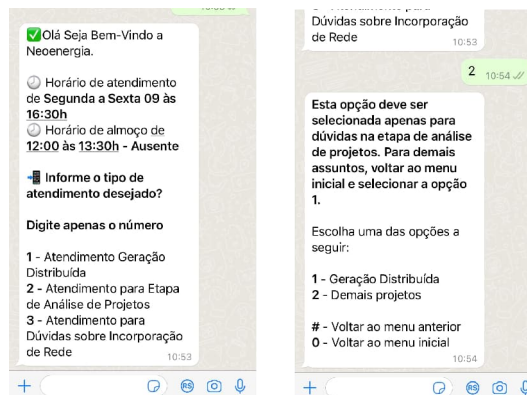 ✅Olá Seja Bem-Vindo a
Neoenergia.
🕗 Horário de atendimento
de Segunda a Sexta 09 às
16:30h
🕗 Horário de almoço de
12:00 às 13:30h - Ausente
📲 Informe o tipo de
atendimento desejado?
Digite apenas o número
1 - Atendimento Geração
Distribuída
2 - Atendimento para Etapa
de Análise de Projetos
3 - Atendimento para
Dúvidas sobre Incorporação
de Rede
10:53
RS
Dúvidas sobre Incorporação
de Rede
10:53
2 10:54
Esta opção deve ser
selecionada apenas para
dúvidas na etapa de análise
de projetos. Para demais
assuntos, voltar ao menu
inicial e selecionar a opção
1.
Escolha uma das opções a
seguir:
1 - Geração Distribuída
2 - Demais projetos
# - Voltar ao menu anterior
0 - Voltar ao menu inicial
10:54
RS